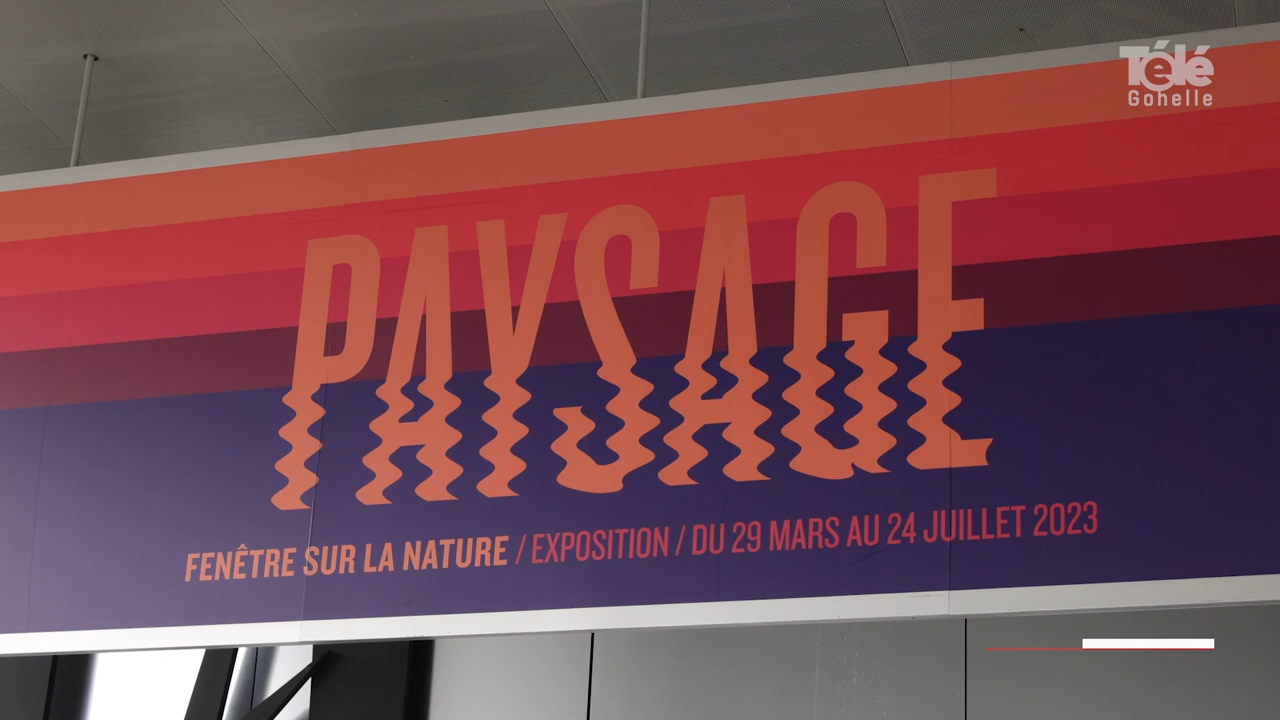 Télé
Gohelle
PAYSAGE
FENÊTRE SUR LA NATURE / EXPOSITION / DU 29 MARS AU 24 JUILLET 2023